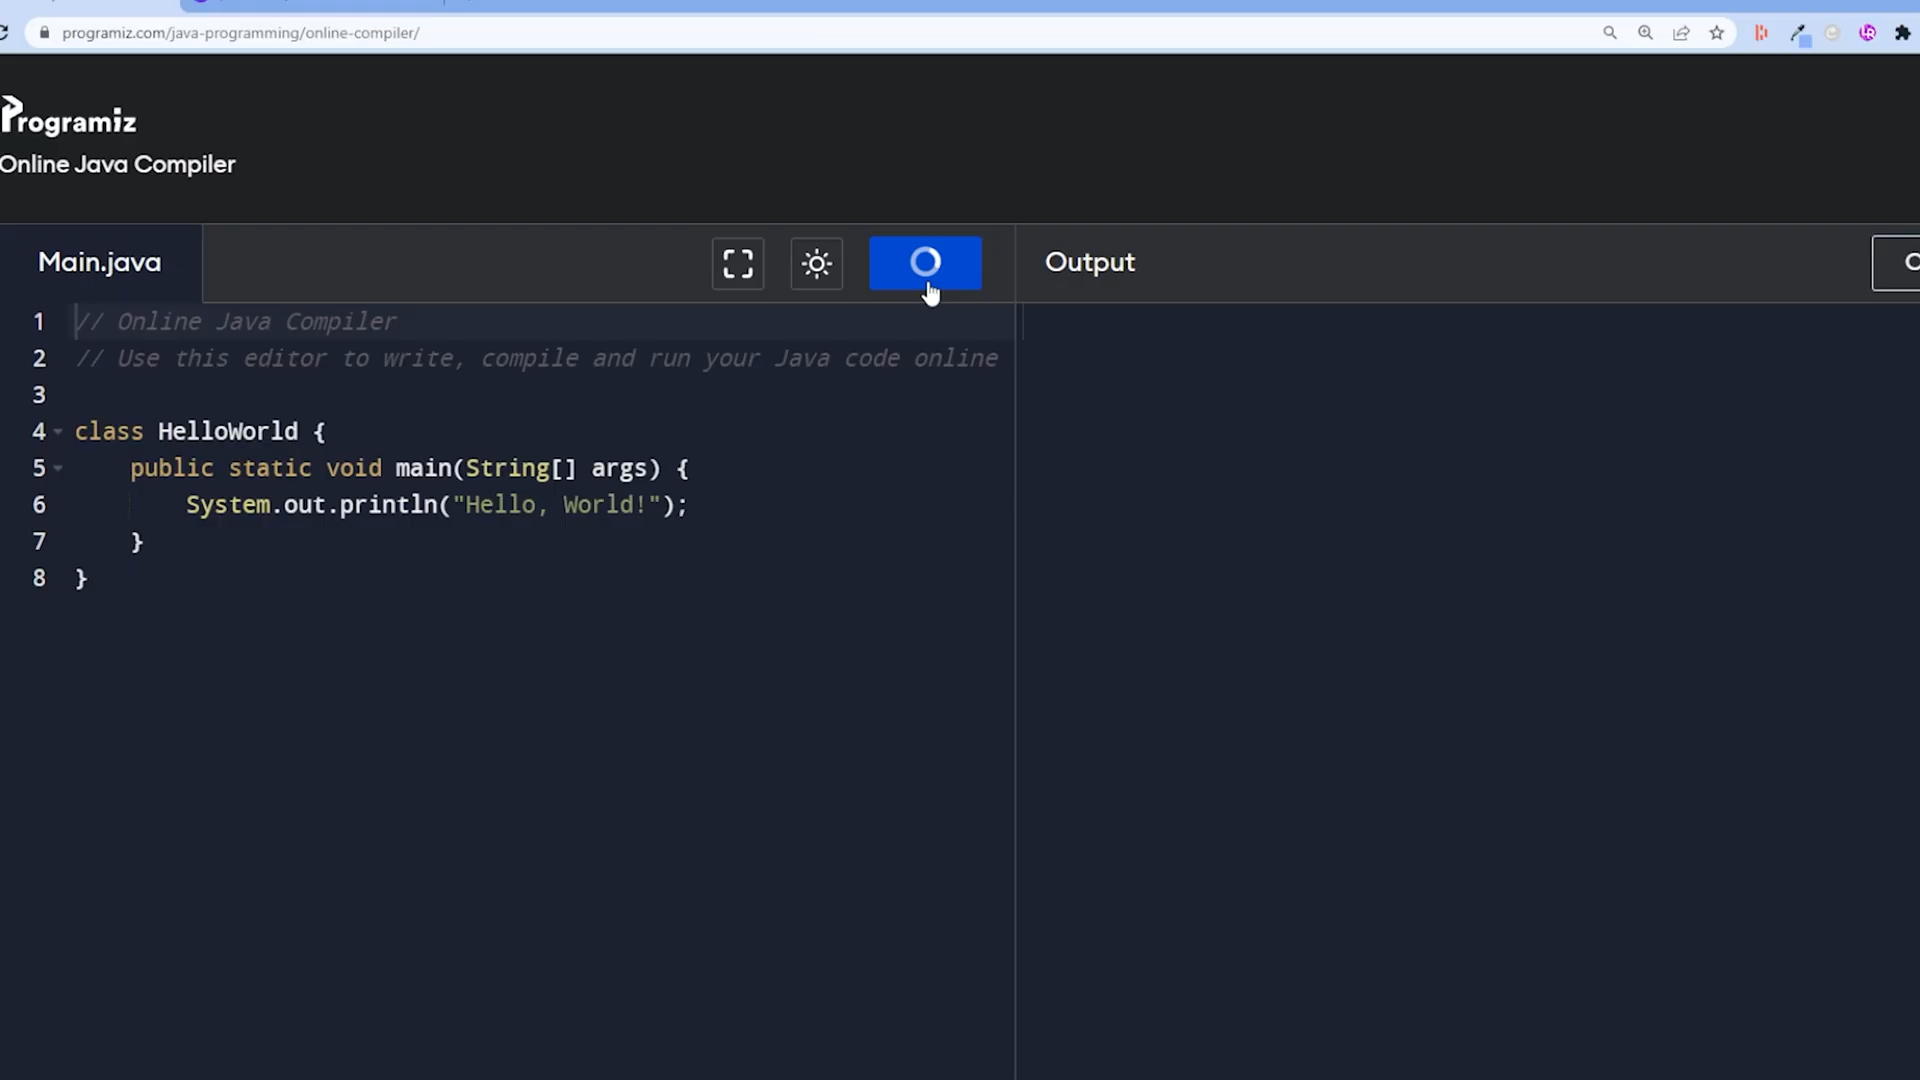 programiz.com/java-programming/online-compiler/
Programiz
Online Java Compiler
Main.java
Output
1 // Online Java Compiler
2 // Use this editor to write, compile and run your Java code online
3
4 class HelloWorld {
5     public static void main(String[] args) {
6         System.out.println("Hello, World!");
7     }
8 }